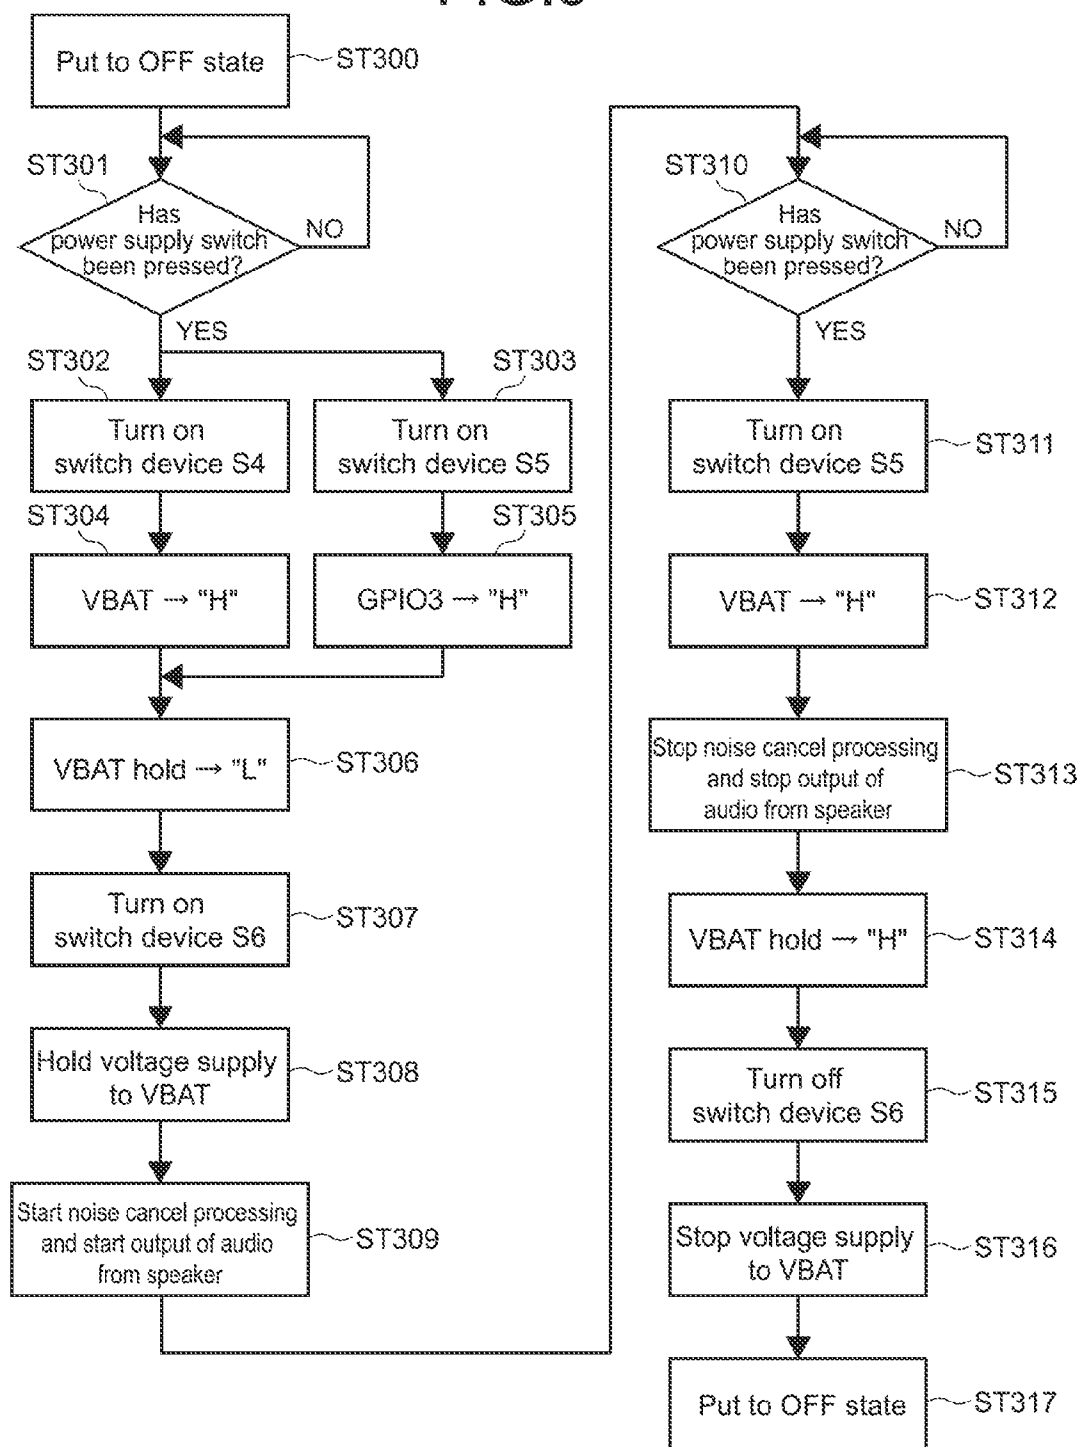 Put to OFF state
ST300
ST301
Has
power supply switch
been pressed?
NO
YES
ST302
ST303
Turn on
switch device S4
Turn on
switch device S5
ST304
ST305
VBAT → "H"
GPIO3 → "H"
VBAT hold → "L"
ST306
Turn on
switch device S6
ST307
Hold voltage supply
to VBAT
ST308
Start noise cancel processing
and start output of audio
from speaker
ST309
ST310
Has
power supply switch
been pressed?
NO
YES
Turn on
switch device S5
ST311
VBAT → "H"
ST312
Stop noise cancel processing
and stop output of
audio from speaker
ST313
VBAT hold → "H"
ST314
Turn off
switch device S6
ST315
Stop voltage supply
to VBAT
ST316
Put to OFF state
ST317